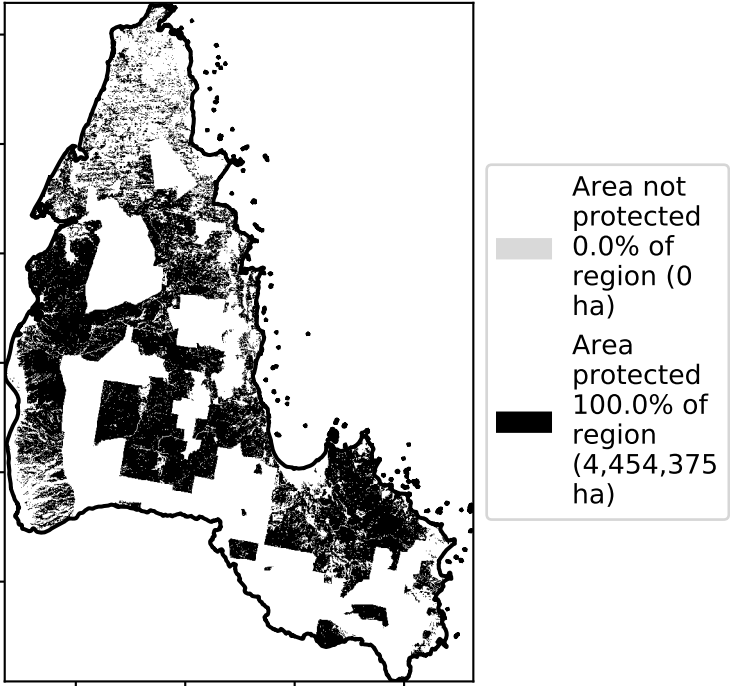 Area not
protected
0.0% of
region (0
ha)
Area
protected
100.0% of
region
(4,454,375
ha)